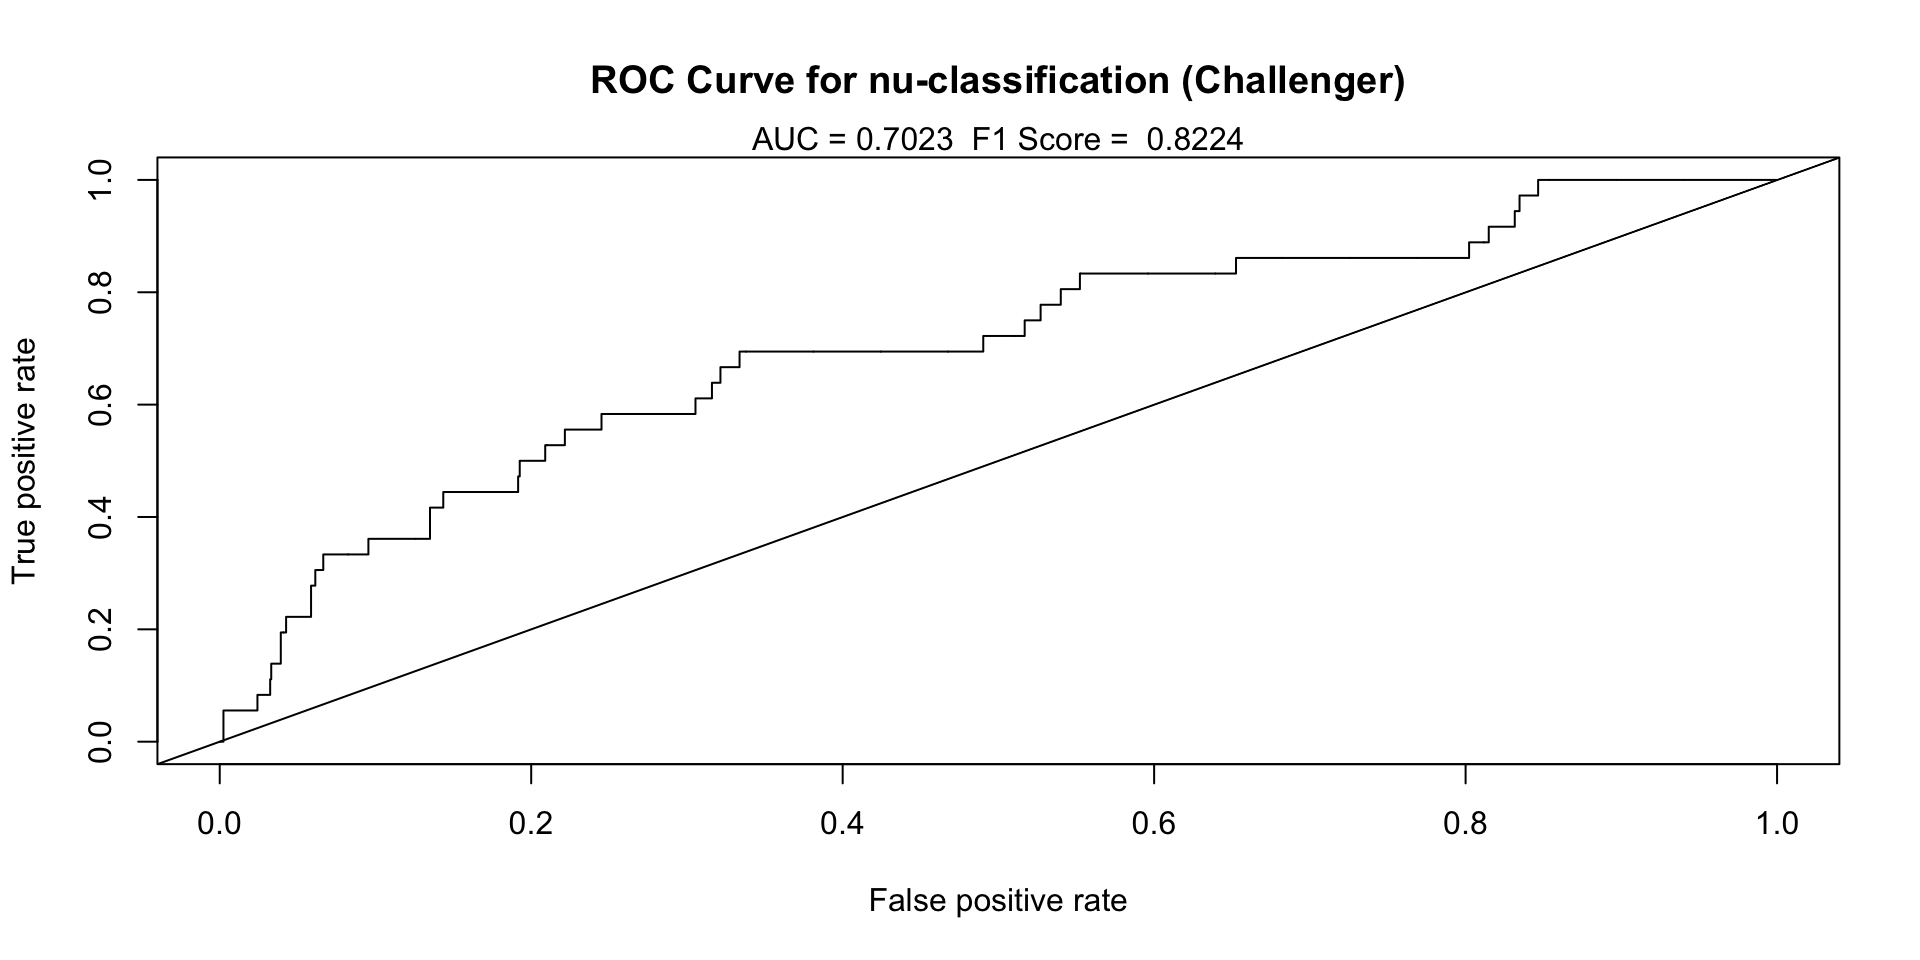 ROC Curve for nu-classification (Challenger)
AUC = 0.7023  F1 Score =  0.8224
True positive rate
1.0
0.8
0.6
0.4
0.2
0.0
0.0 0.2 0.4 0.6 0.8 1.0
False positive rate